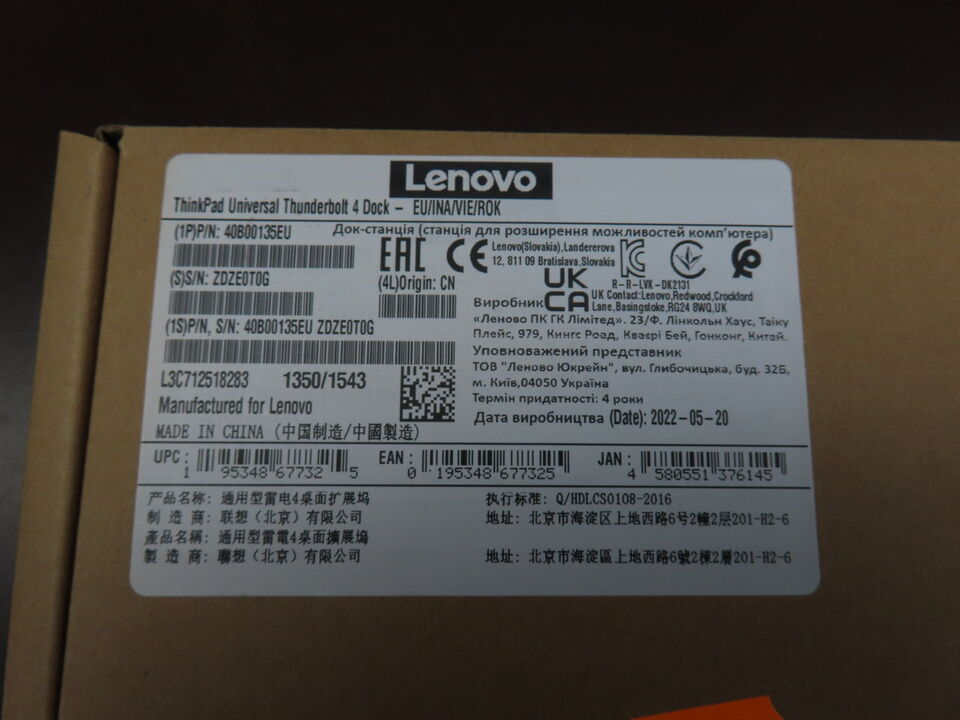 Lenovo
ThinkPad Universal Thunderbolt 4 Dock – EU/INA/VIE/ROK
(1P)P/N: 40B00135EU
Док-станція (станція для розширення можливостей комп'ютера)
EAC CE
Lenovo(Slovakia), Landererova
12, 811 09 Bratislava, Slovakia
(S)S/N: ZDZE0T0G
(4L)Origin: CN
R-R-LVK-DK2131
UK CA
UK Contact:Lenovo,Redwood,Crockford
Lane,Basingstoke,RG24 8WQ,UK
Виробник
«Леново ПК ГК Лімітед». 23/Ф. Лінкольн Хаус, Тайку
Плейс, 979, Кингс Роад, Кваєрі Бей, Гонконг, Китай.
(1S)P/N, S/N: 40B00135EU ZDZE0T0G
Уповноважений представник
ТОВ "Леново Юкрейн", вул. Глибочицька, буд. 32Б,
м. Київ,04050 Україна
Термін придатності: 4 роки
Дата виробництва (Date): 2022-05-20
L3C712518283 1350/1543
Manufactured for Lenovo
MADE IN CHINA (中国制造/中國製造)
UPC: 1 95348 67732 5
EAN: 0 195348 677325
JAN: 4 580551 376145
产品名称: 通用型雷电4桌面扩展坞
执行标准: Q/HDLCS0108-2016
制 造 商: 联想（北京）有限公司
地址: 北京市海淀区上地西路6号2幢2层201-H2-6
產品名稱: 通用型雷電4桌面擴展塢
製 造 商: 聯想（北京）有限公司
地址: 北京市海淀區上地西路6號2棟2層201-H2-6